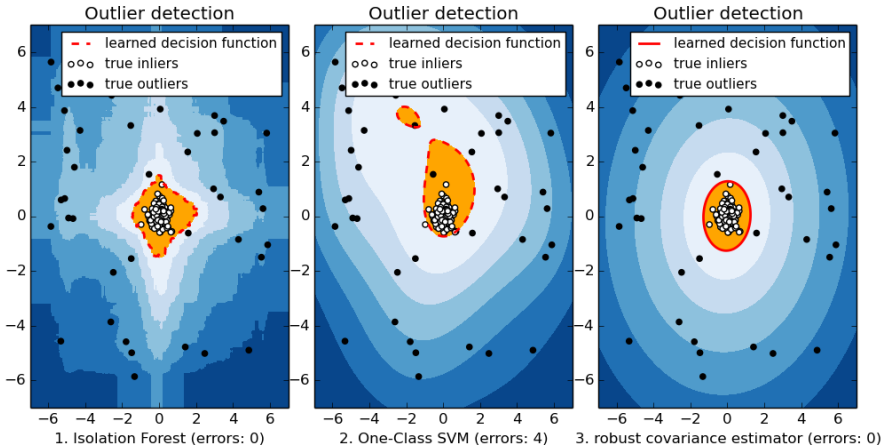 Outlier detection
learned decision function
true inliers
true outliers
6
4
2
0
−2
−4
−6
−6 −4 −2 0 2 4 6
1. Isolation Forest (errors: 0)
Outlier detection
learned decision function
true inliers
true outliers
6
4
2
0
−2
−4
−6
−6 −4 −2 0 2 4 6
2. One-Class SVM (errors: 4)
Outlier detection
learned decision function
true inliers
true outliers
6
4
2
0
−2
−4
−6
−6 −4 −2 0 2 4 6
3. robust covariance estimator (errors: 0)